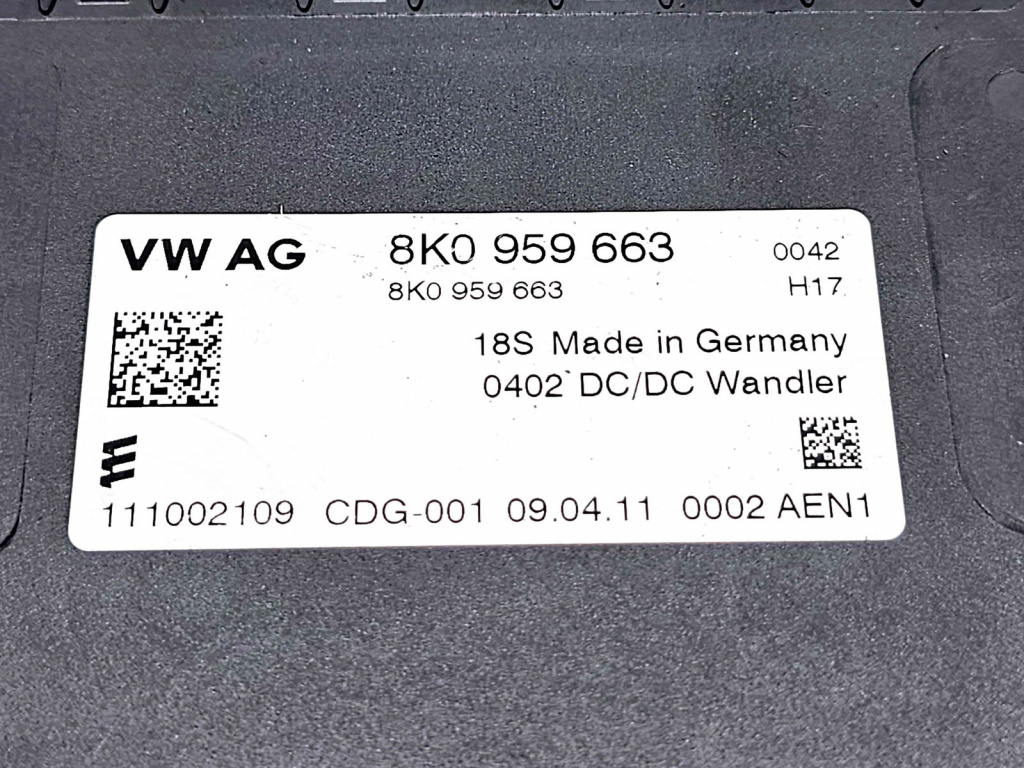 VW AG 8K0 959 663 0042
8K0 959 663 H17
18S Made in Germany
0402 DC/DC Wandler
111002109 CDG-001 09.04.11 0002 AEN1